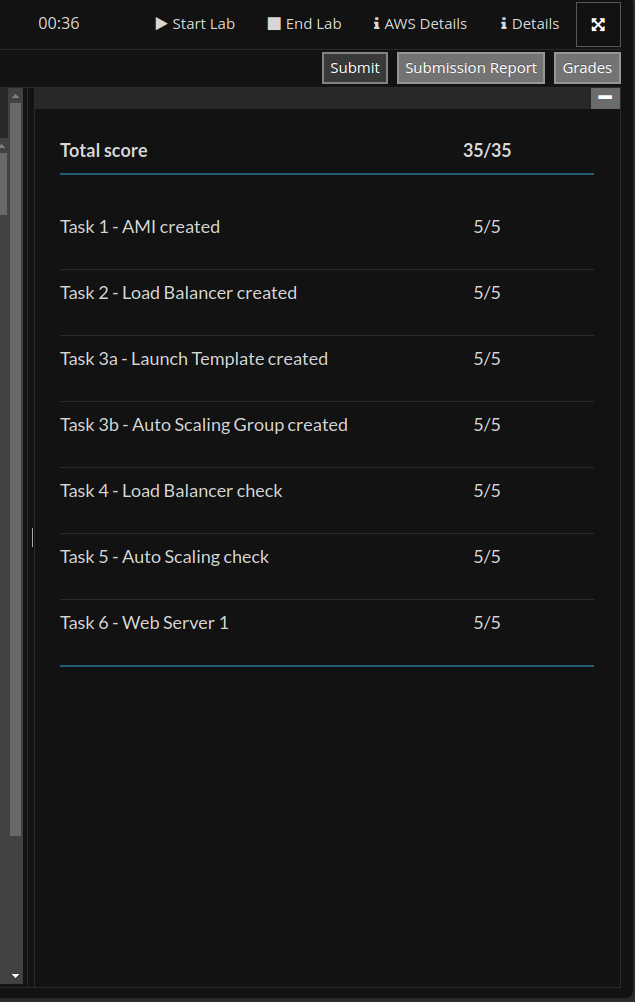 00:36 Start Lab End Lab AWS Details Details
Submit Submission Report Grades
Total score 35/35
Task 1 - AMI created 5/5
Task 2 - Load Balancer created 5/5
Task 3a - Launch Template created 5/5
Task 3b - Auto Scaling Group created 5/5
Task 4 - Load Balancer check 5/5
Task 5 - Auto Scaling check 5/5
Task 6 - Web Server 1 5/5